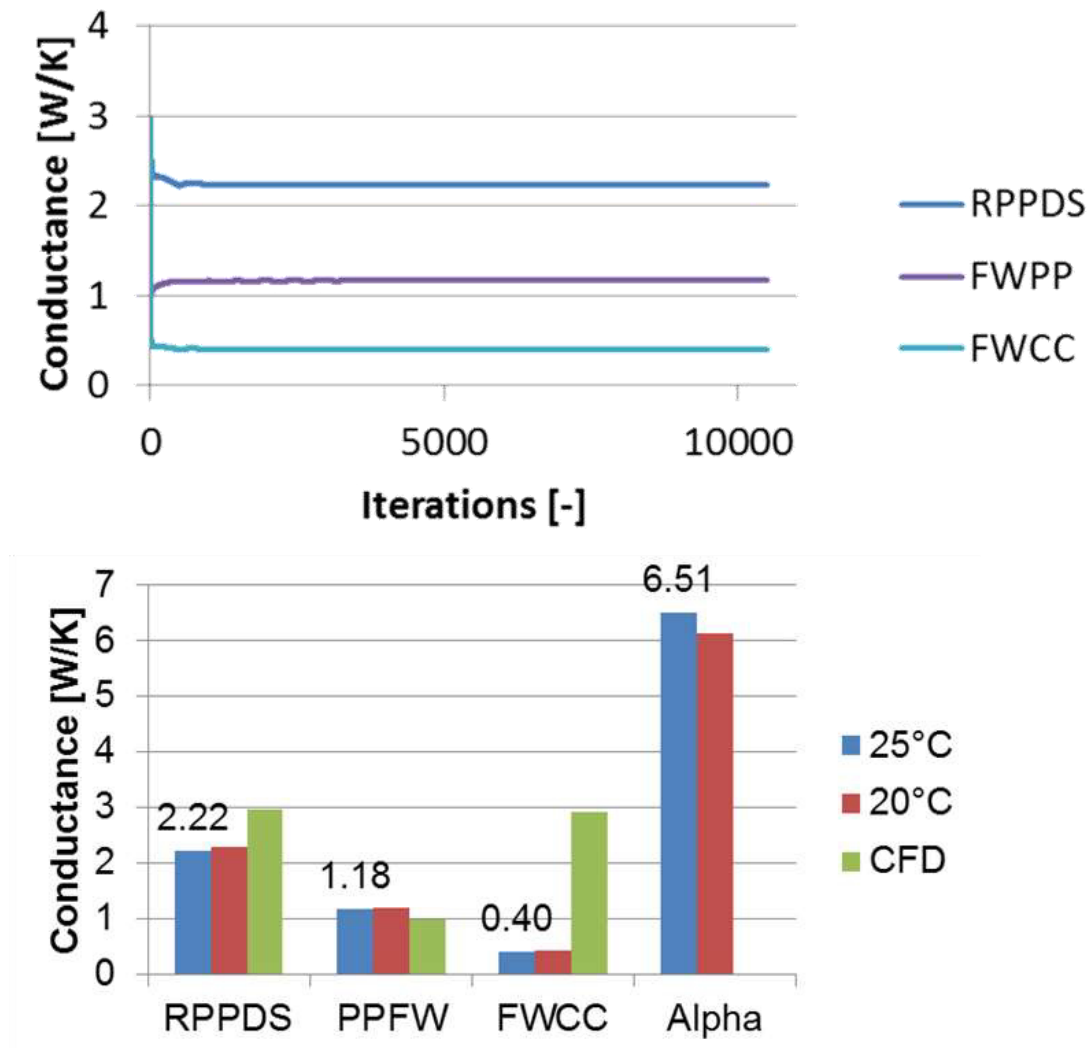 Conductance [W/K]
4
3
2
1
0
0 5000 10000
Iterations [-]
RPPDS
FWPP
FWCC
Conductance [W/K]
7
6
5
4
3
2
1
0
2.22
1.18
0.40
6.51
RPPDS PPFW FWCC Alpha
25°C
20°C
CFD